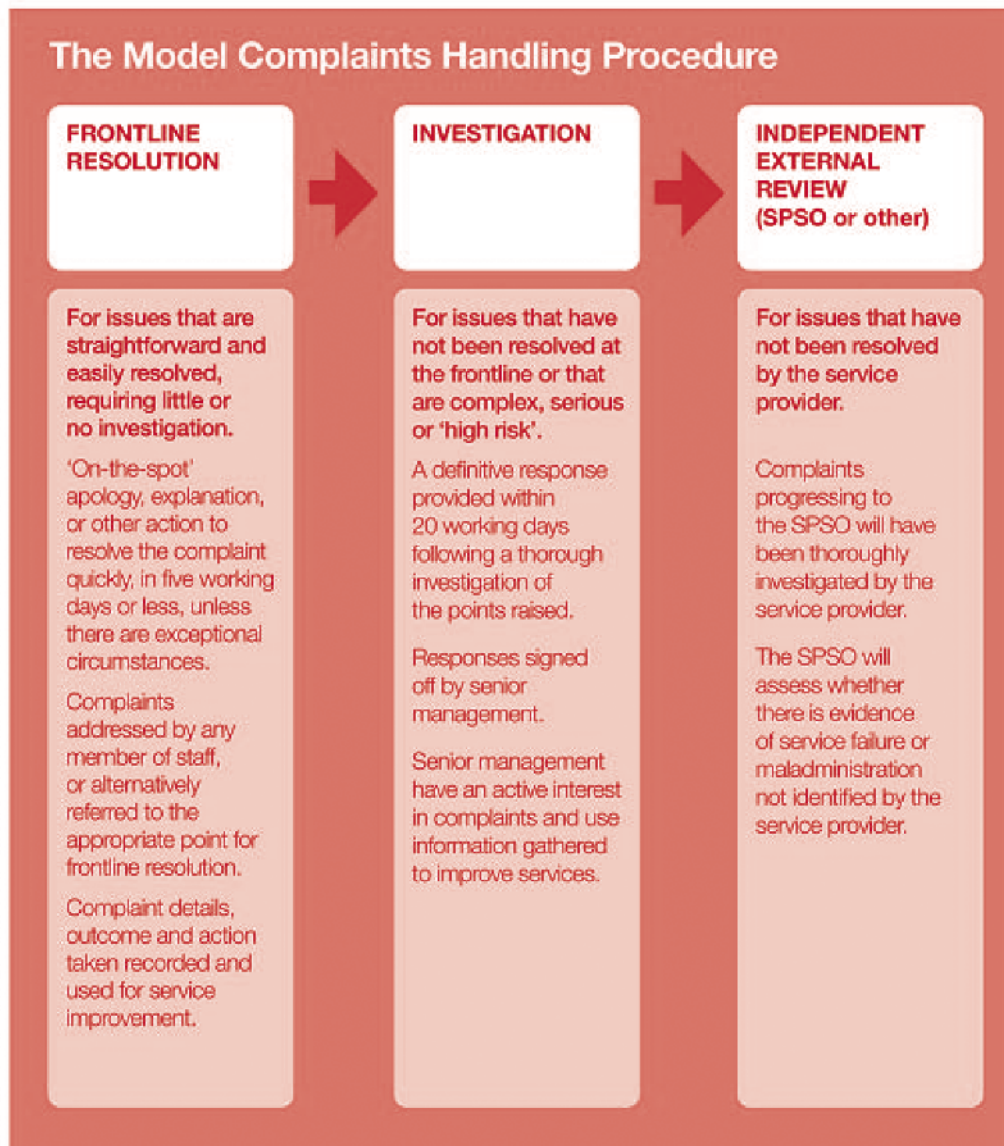 The Model Complaints Handling Procedure
FRONTLINE
RESOLUTION
For issues that are
straightforward and
easily resolved,
requiring little or
no investigation.
‘On-the-spot’
apology, explanation,
or other action to
resolve the complaint
quickly, in five working
days or less, unless
there are exceptional
circumstances.
Complaints
addressed by any
member of staff,
or alternatively
referred to the
appropriate point for
frontline resolution.
Complaint details,
outcome and action
taken recorded and
used for service
improvement.
INVESTIGATION
For issues that have
not been resolved at
the frontline or that
are complex, serious
or ‘high risk’.
A definitive response
provided within
20 working days
following a thorough
investigation of
the points raised.
Responses signed
off by senior
management.
Senior management
have an active interest
in complaints and use
information gathered
to improve services.
INDEPENDENT
EXTERNAL
REVIEW
(SPSO or other)
For issues that have
not been resolved
by the service
provider.
Complaints
progressing to
the SPSO will have
been thoroughly
investigated by the
service provider.
The SPSO will
assess whether
there is evidence
of service failure or
maladministration
not identified by the
service provider.